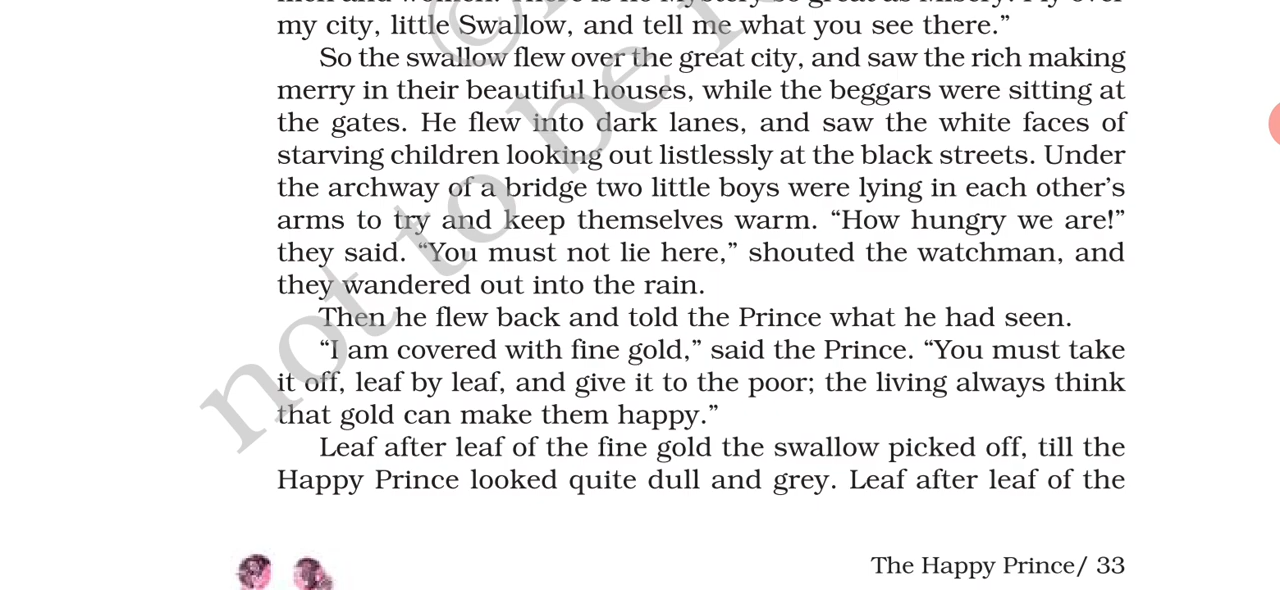 my city, little Swallow, and tell me what you see there.”
So the swallow flew over the great city, and saw the rich making
merry in their beautiful houses, while the beggars were sitting at
the gates. He flew into dark lanes, and saw the white faces of
starving children looking out listlessly at the black streets. Under
the archway of a bridge two little boys were lying in each other’s
arms to try and keep themselves warm. “How hungry we are!”
they said. “You must not lie here,” shouted the watchman, and
they wandered out into the rain.
Then he flew back and told the Prince what he had seen.
“I am covered with fine gold,” said the Prince. “You must take
it off, leaf by leaf, and give it to the poor; the living always think
that gold can make them happy.”
Leaf after leaf of the fine gold the swallow picked off, till the
Happy Prince looked quite dull and grey. Leaf after leaf of the
The Happy Prince/ 33
not to be